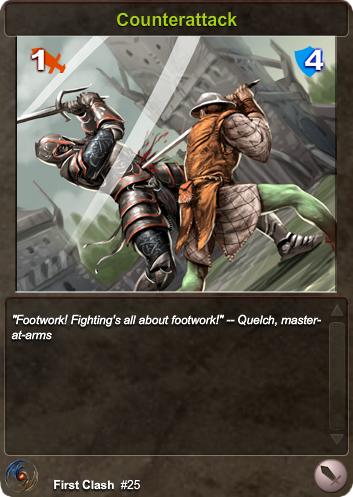 Counterattack
1 4
"Footwork! Fighting's all about footwork!" -- Quelch, master-
at-arms
First Clash #25